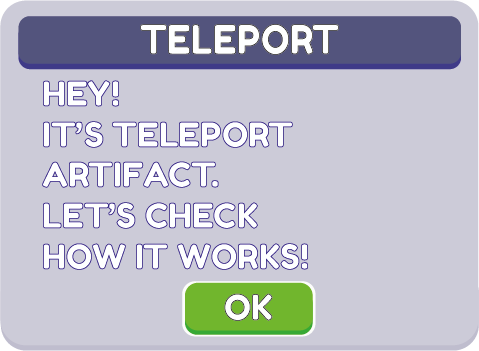 TELEPORT
HEY!
IT'S TELEPORT
ARTIFACT.
LET'S CHECK
HOW IT WORKS!
OK